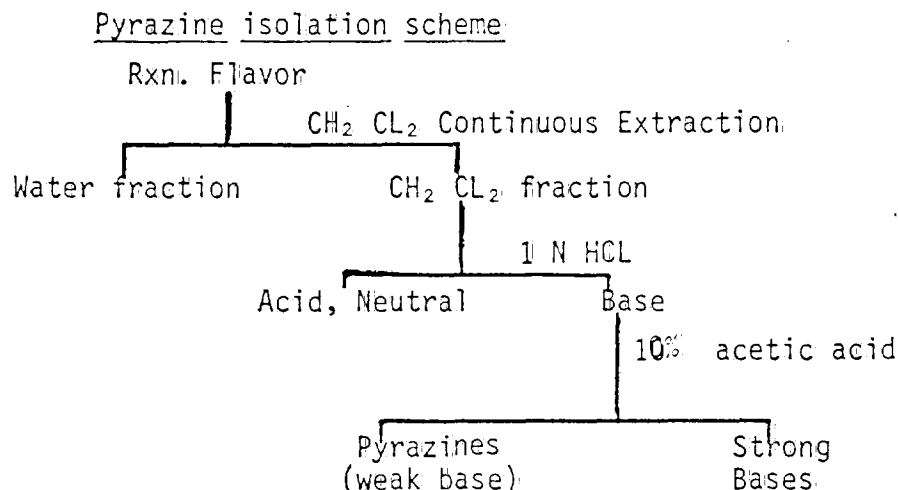 Pyrazine isolation scheme
Rxn. Flavor
CH₂ CL₂ Continuous Extraction
Water fraction CH₂ CL₂ fraction
1 N HCL
Acid, Neutral Base
10% acetic acid
Pyrazines Strong
(weak base) Bases